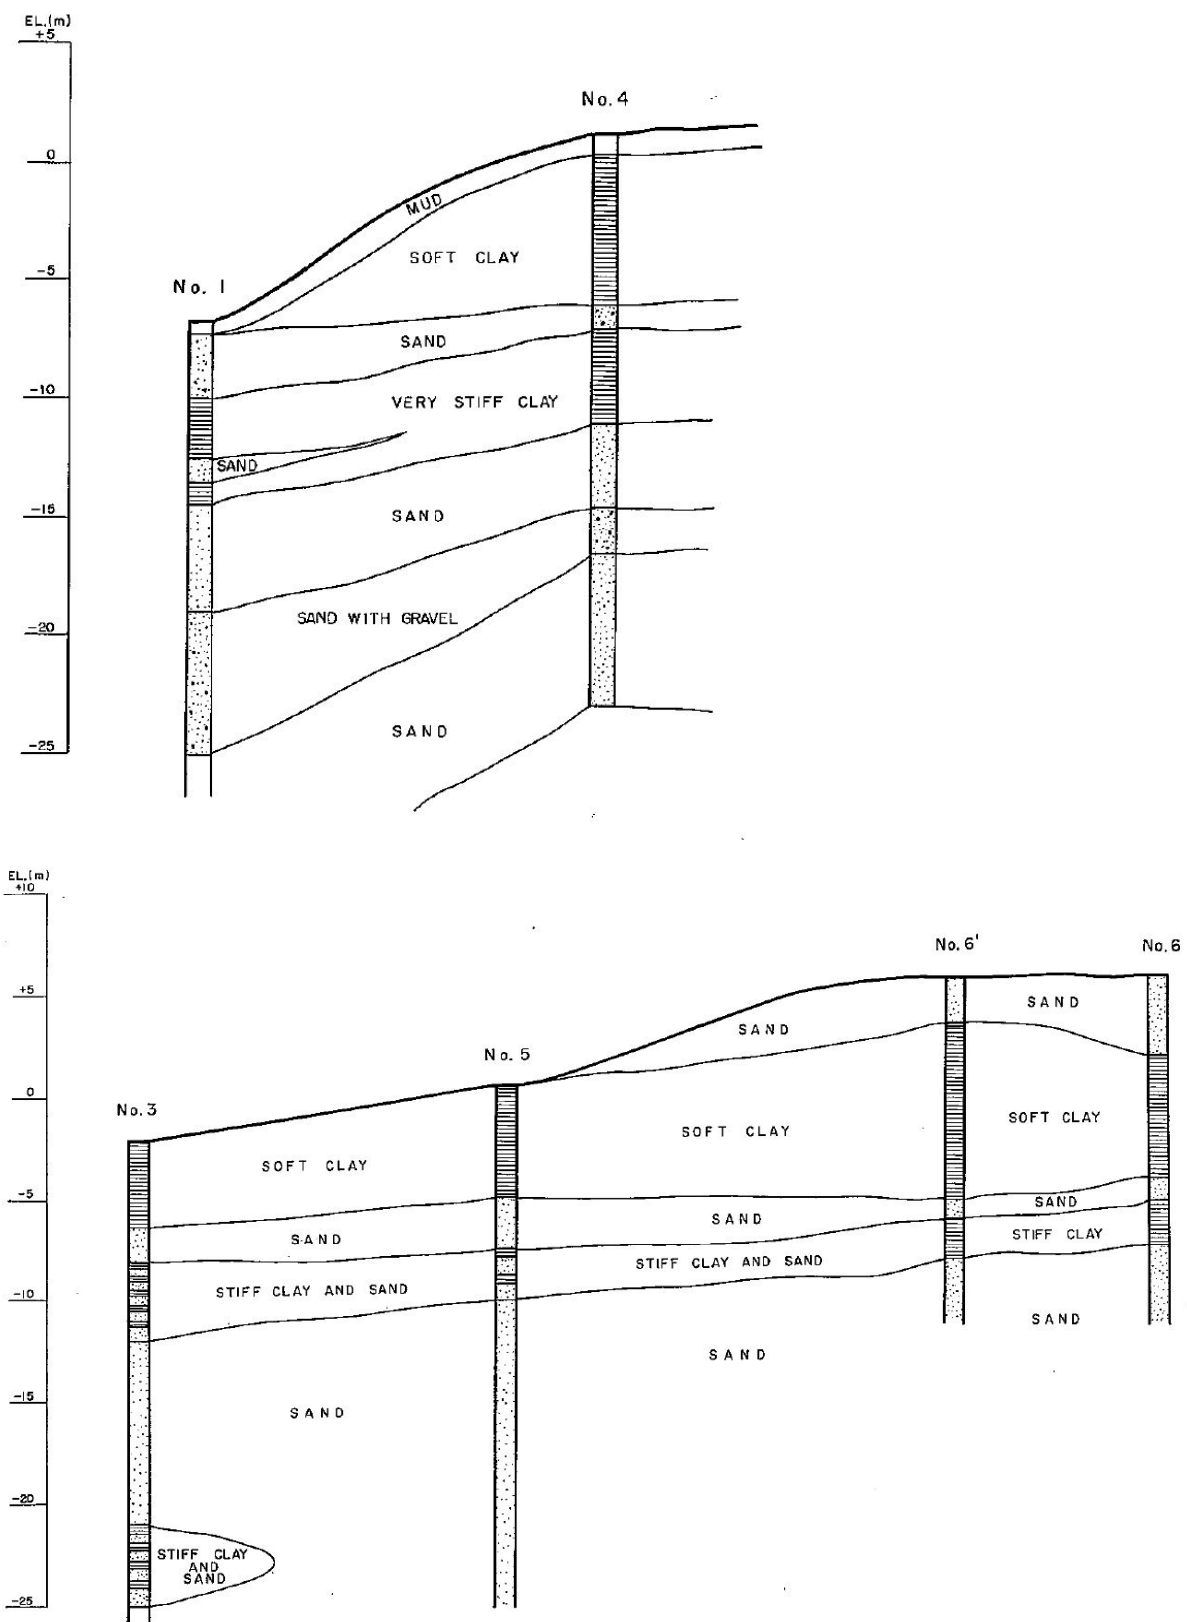 EL.(m)
+5
No. 4
0
MUD
SOFT CLAY
-5
No. 1
SAND
-10
VERY STIFF CLAY
SAND
-15
SAND
SAND WITH GRAVEL
-20
SAND
-25
EL.(m)
+10
No. 6'
No. 6
+5
SAND
SAND
No. 5
0
No. 3
SOFT CLAY
SOFT CLAY
SOFT CLAY
-5
SAND
SAND
SAND
STIFF CLAY
STIFF CLAY AND SAND
STIFF CLAY AND SAND
-10
SAND
SAND
-15
SAND
-20
STIFF CLAY
AND
SAND
-25